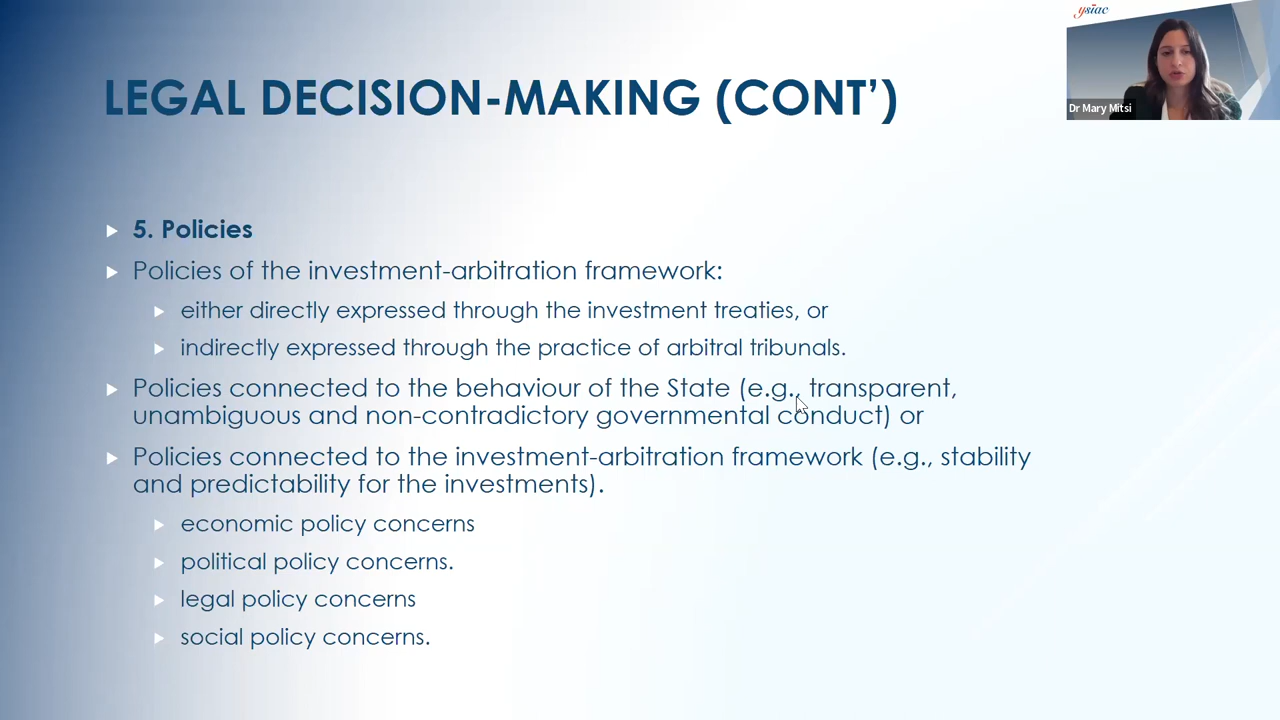 ysiac
Dr Mary Mitsi
LEGAL DECISION-MAKING (CONT’)
5. Policies
Policies of the investment-arbitration framework:
either directly expressed through the investment treaties, or
indirectly expressed through the practice of arbitral tribunals.
Policies connected to the behaviour of the State (e.g., transparent,
unambiguous and non-contradictory governmental conduct) or
Policies connected to the investment-arbitration framework (e.g., stability
and predictability for the investments).
economic policy concerns
political policy concerns.
legal policy concerns
social policy concerns.